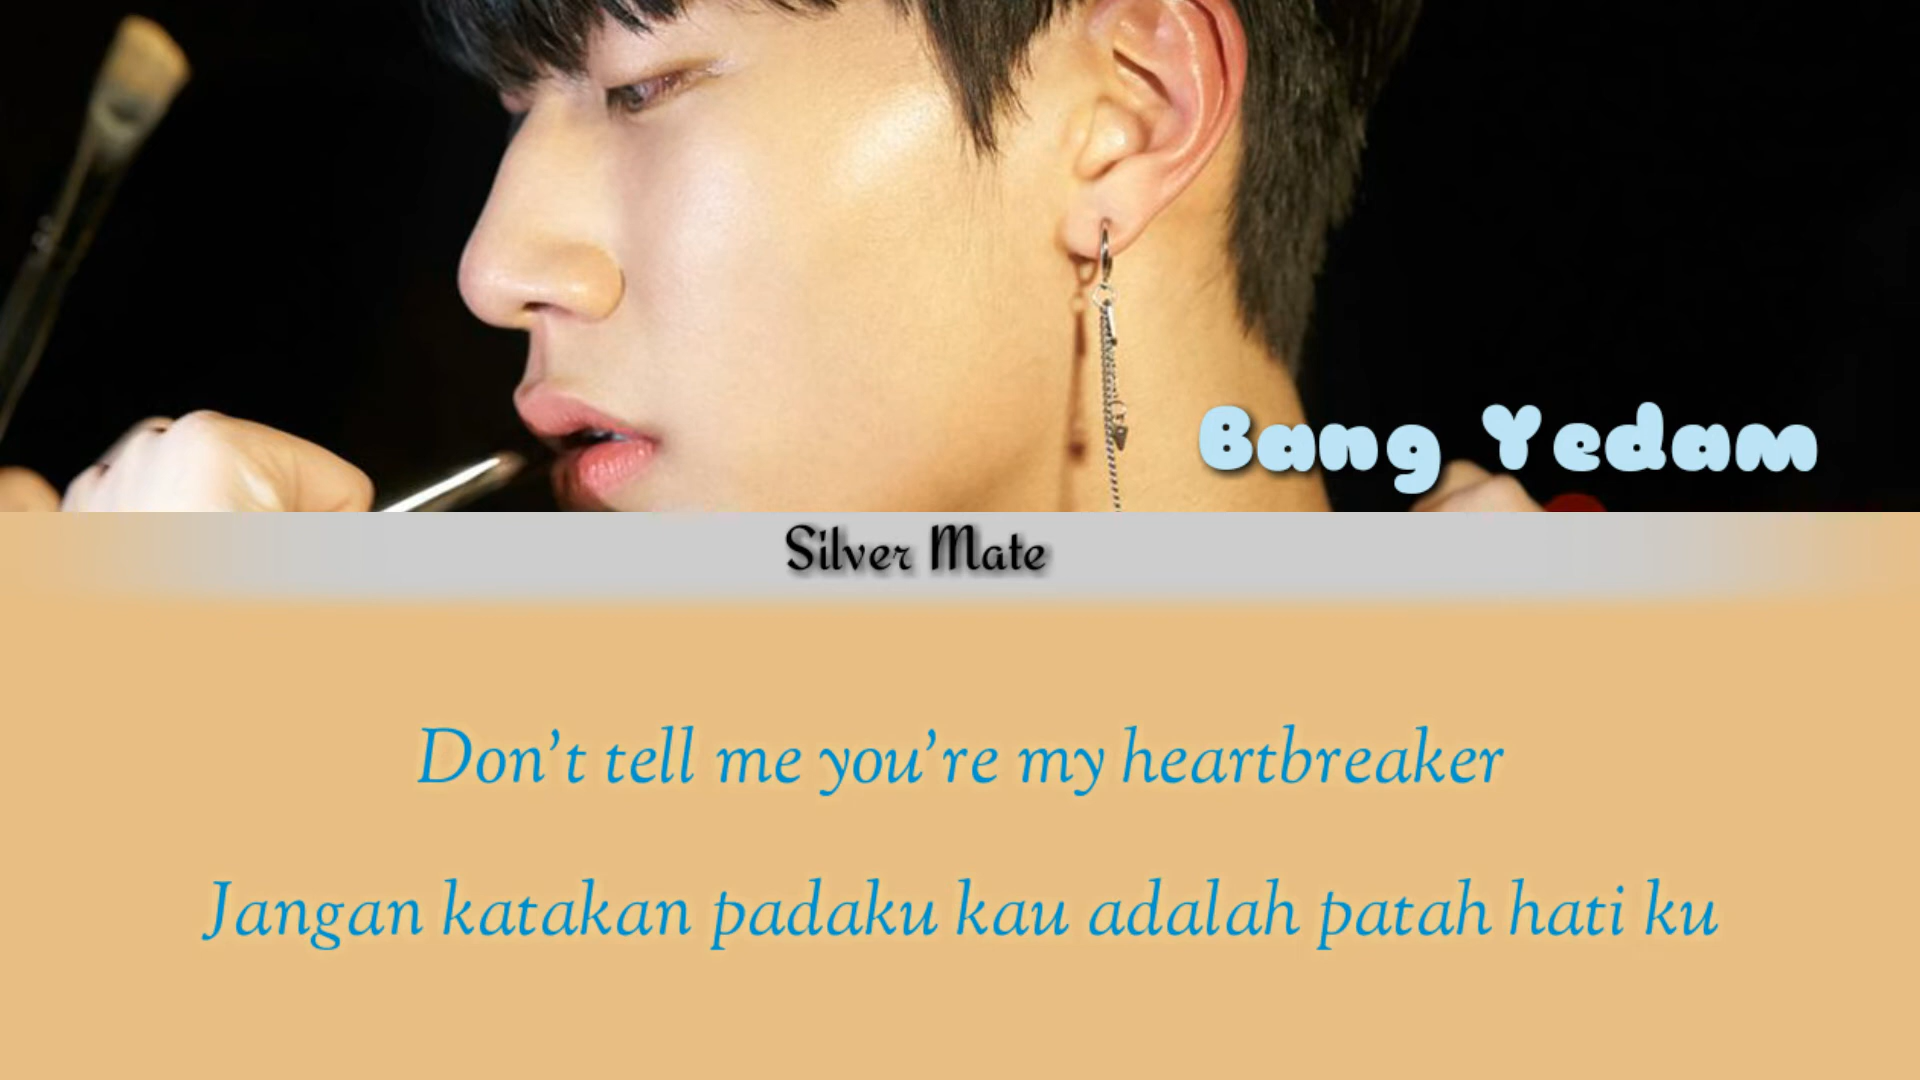 Bang Yedam
Silver Mate
Don't tell me you're my heartbreaker
Jangan katakan padaku kau adalah patah hati ku